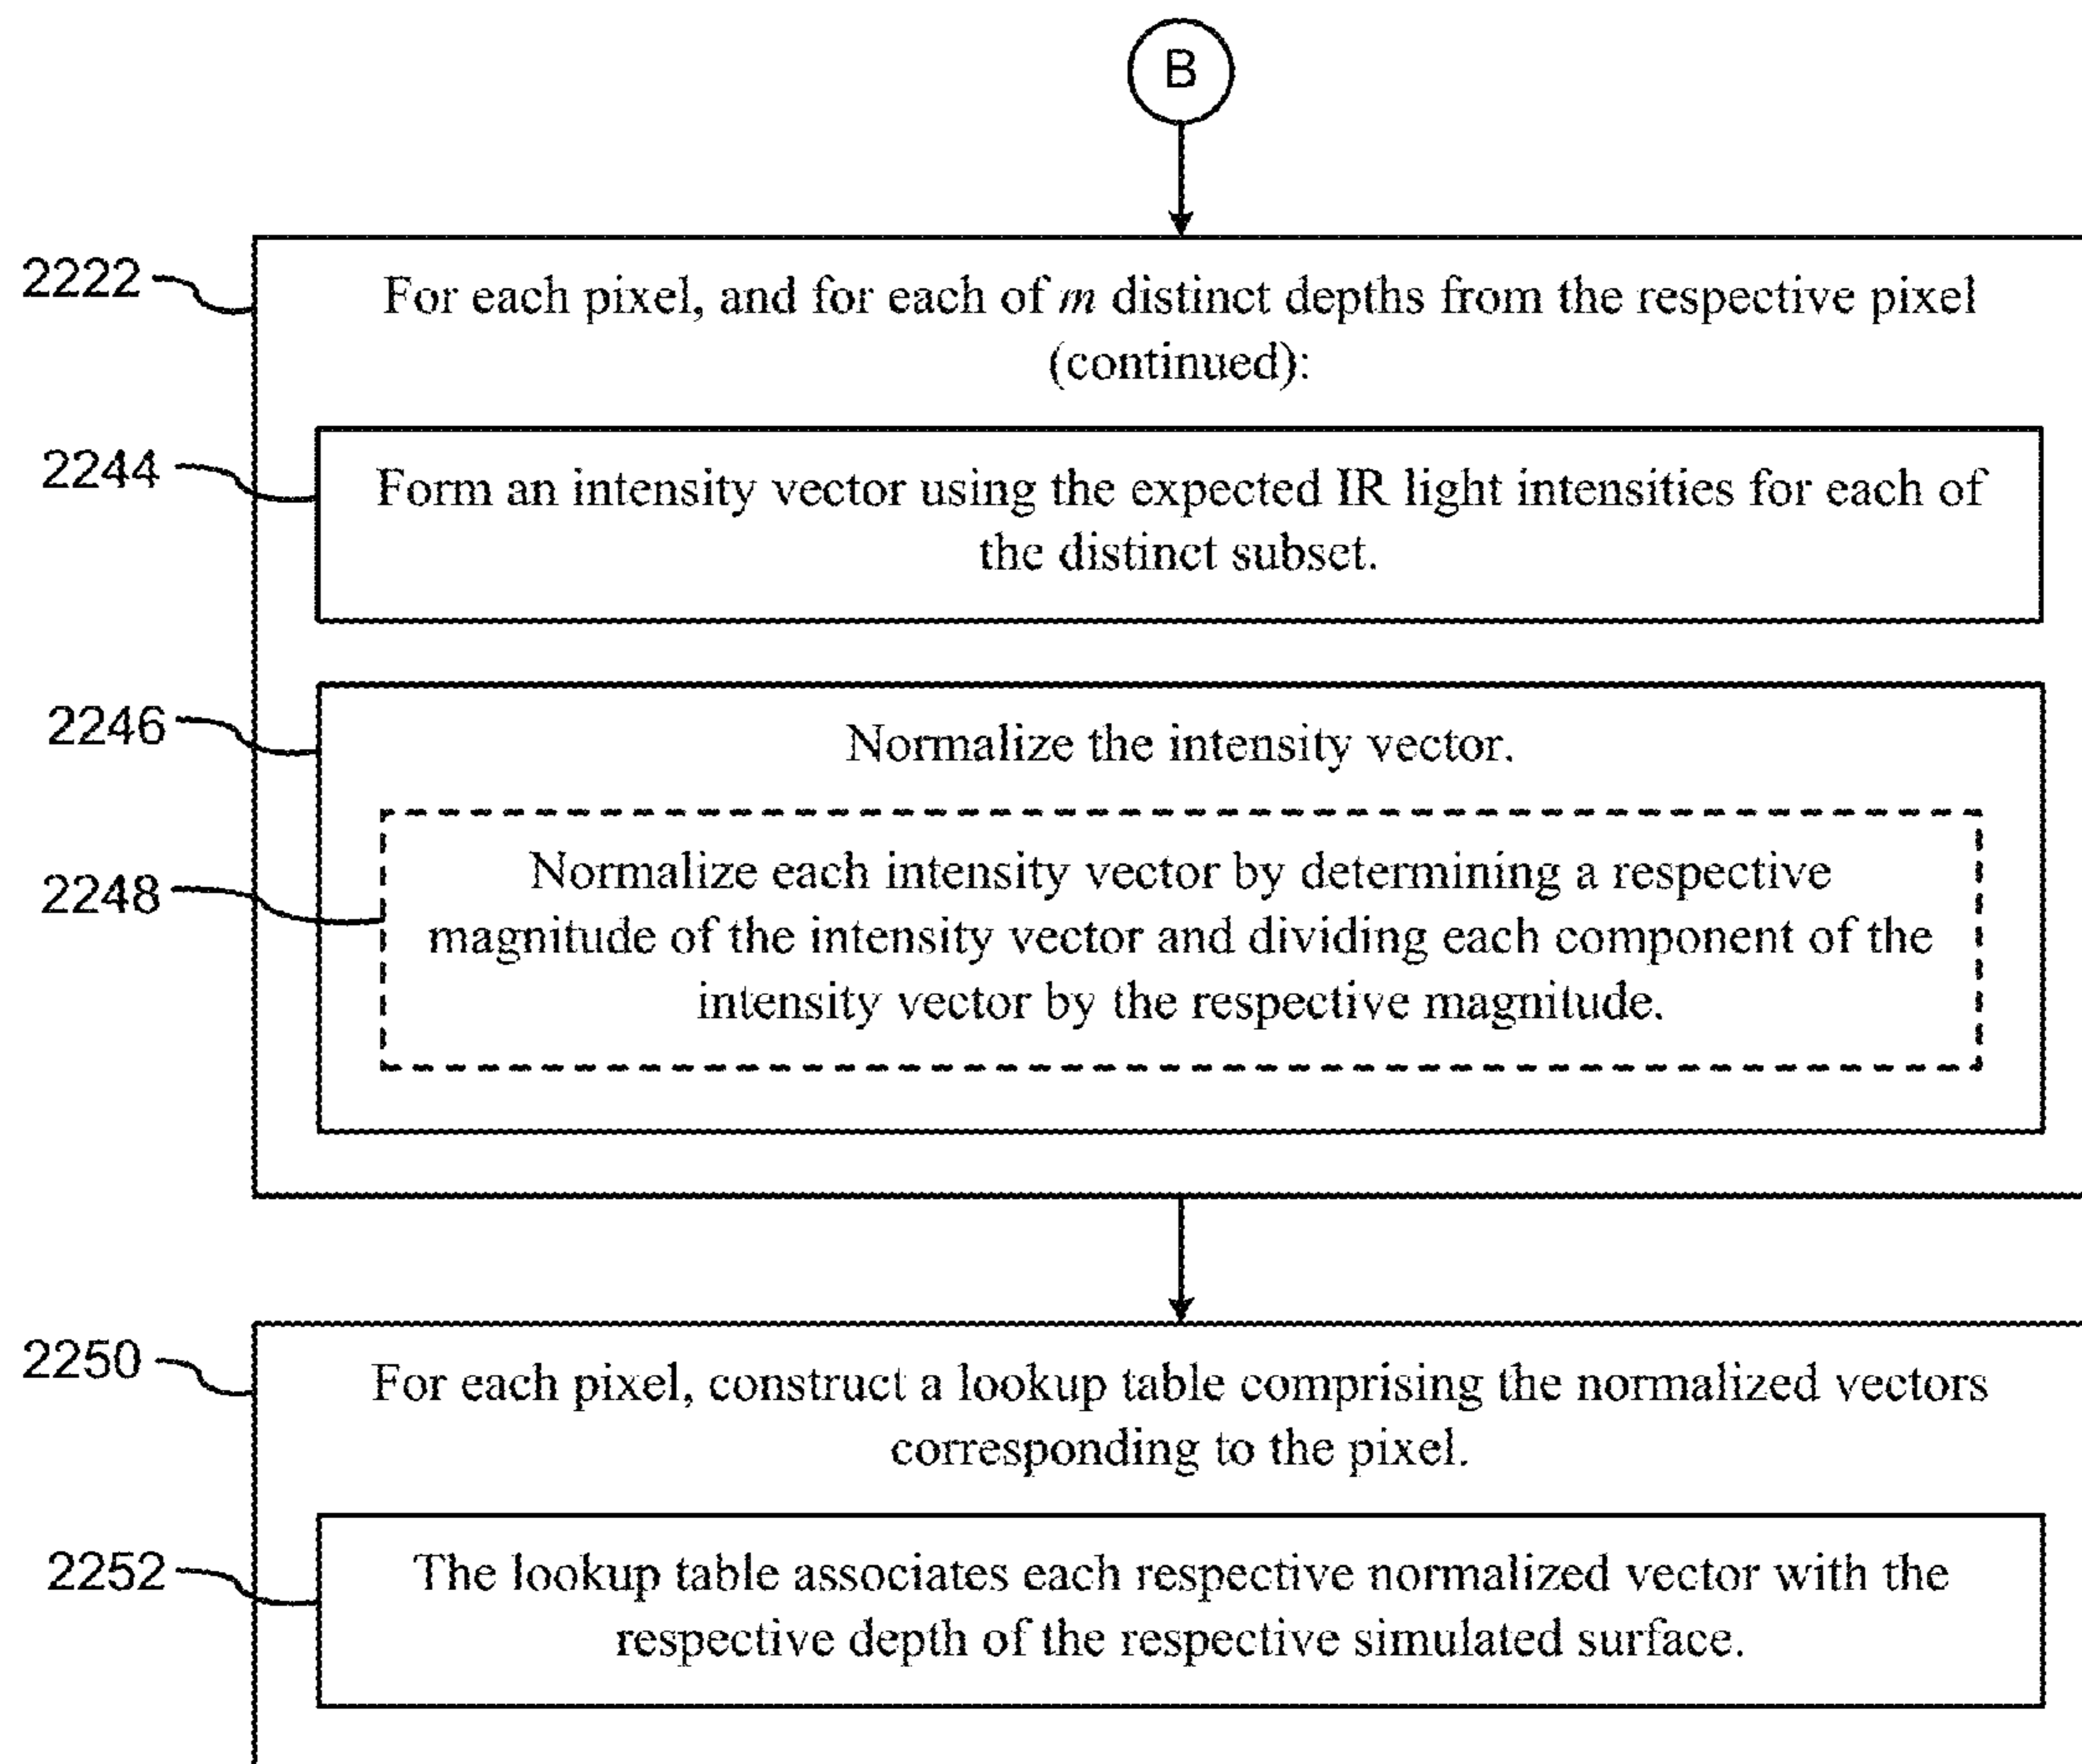 B
2222
For each pixel, and for each of m distinct depths from the respective pixel
(continued):
2244
Form an intensity vector using the expected IR light intensities for each of
the distinct subset.
2246
Normalize the intensity vector.
2248
Normalize each intensity vector by determining a respective
magnitude of the intensity vector and dividing each component of the
intensity vector by the respective magnitude.
2250
For each pixel, construct a lookup table comprising the normalized vectors
corresponding to the pixel.
2252
The lookup table associates each respective normalized vector with the
respective depth of the respective simulated surface.